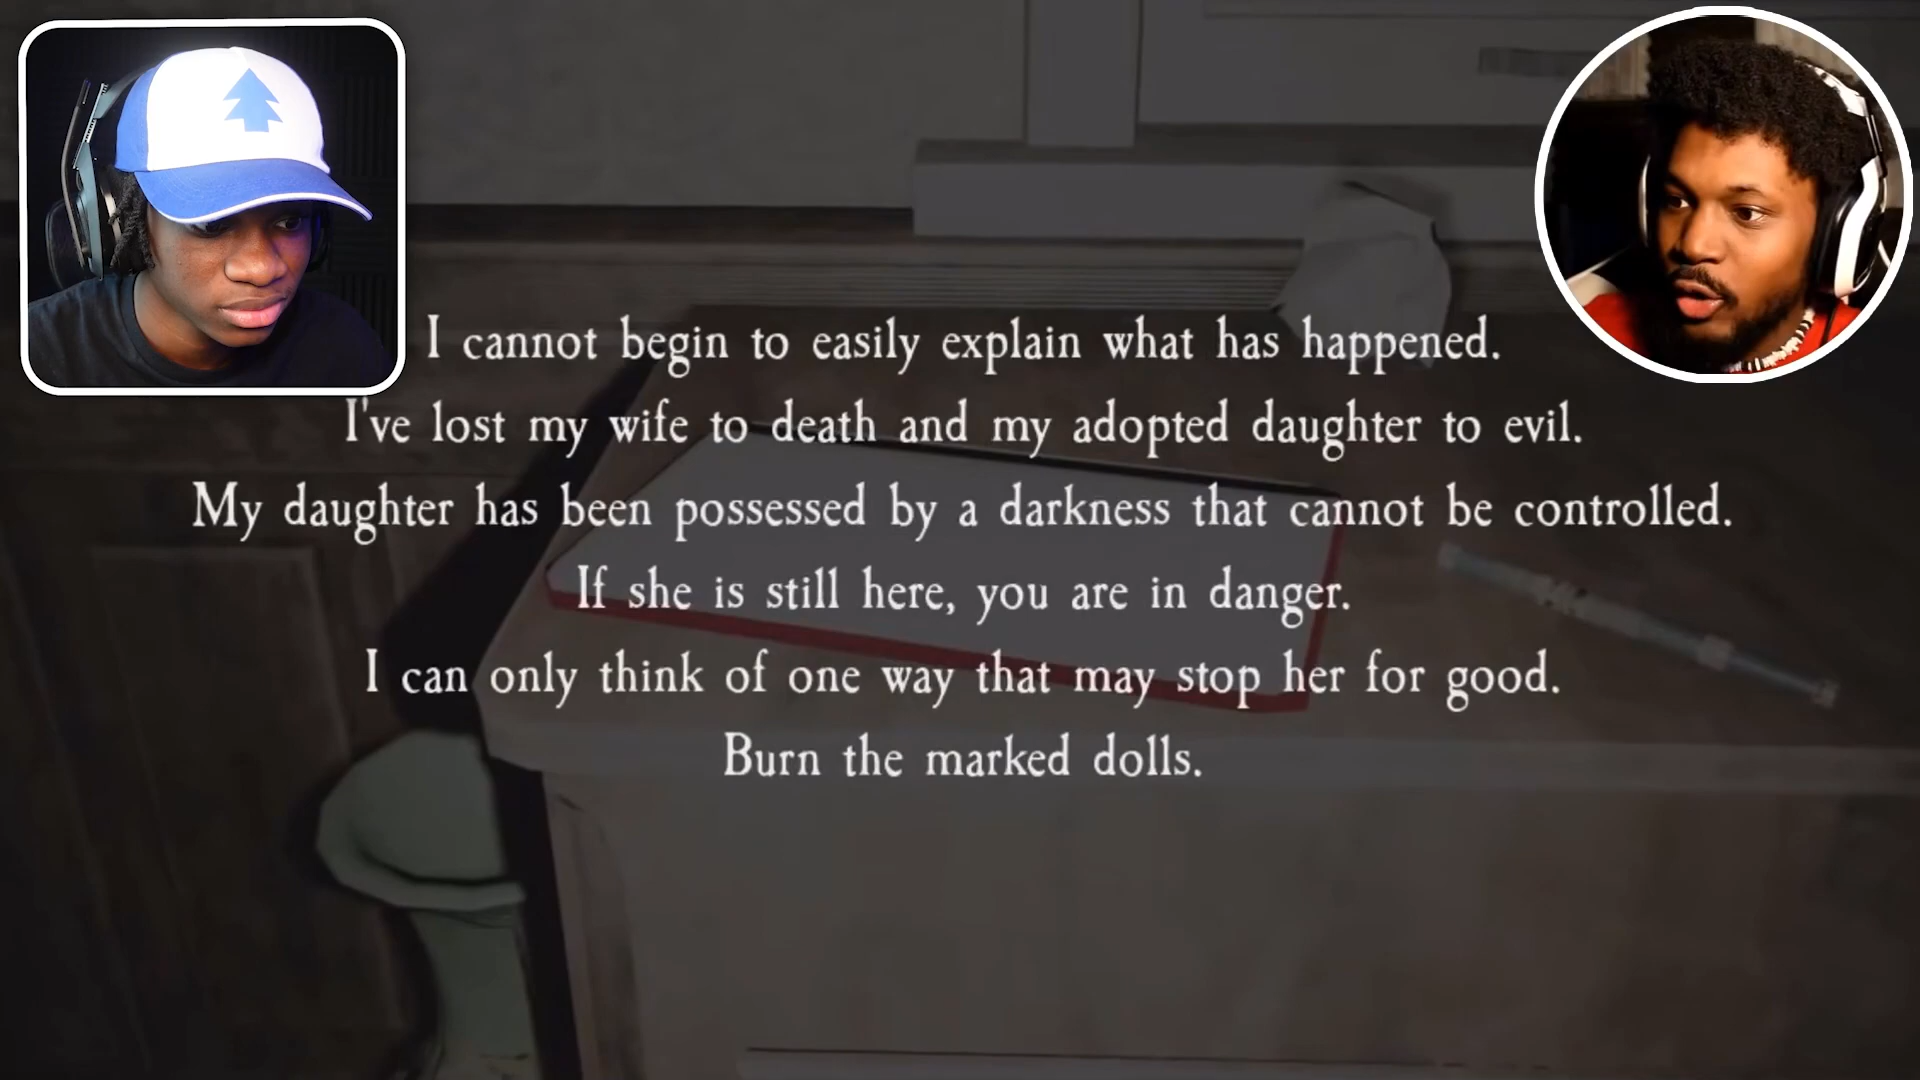 I cannot begin to easily explain what has happened.
I've lost my wife to death and my adopted daughter to evil.
My daughter has been possessed by a darkness that cannot be controlled.
If she is still here, you are in danger.
I can only think of one way that may stop her for good.
Burn the marked dolls.